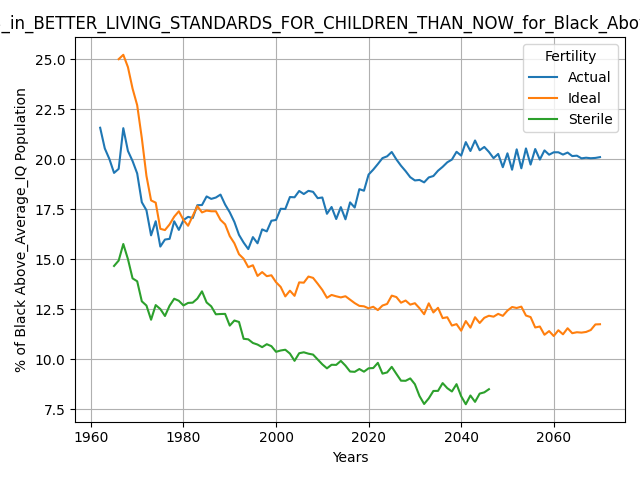 _in_BETTER_LIVING_STANDARDS_FOR_CHILDREN_THAN_NOW_for_Black_Abo
Fertility
Actual
Ideal
Sterile
25.0
22.5
20.0
17.5
15.0
12.5
10.0
7.5
% of Black Above_Average_IQ Population
1960
1980
2000
2020
2040
2060
Years